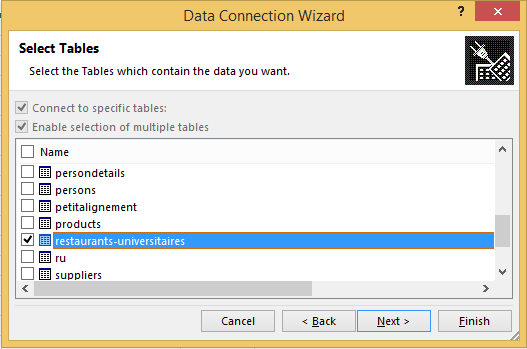 Data Connection Wizard
?
Select Tables
Select the Tables which contain the data you want.
Connect to specific tables:
Enable selection of multiple tables
Name
persondetails
persons
petitalignement
products
restaurants-universitaires
ru
suppliers
Cancel
< Back
Next >
Finish